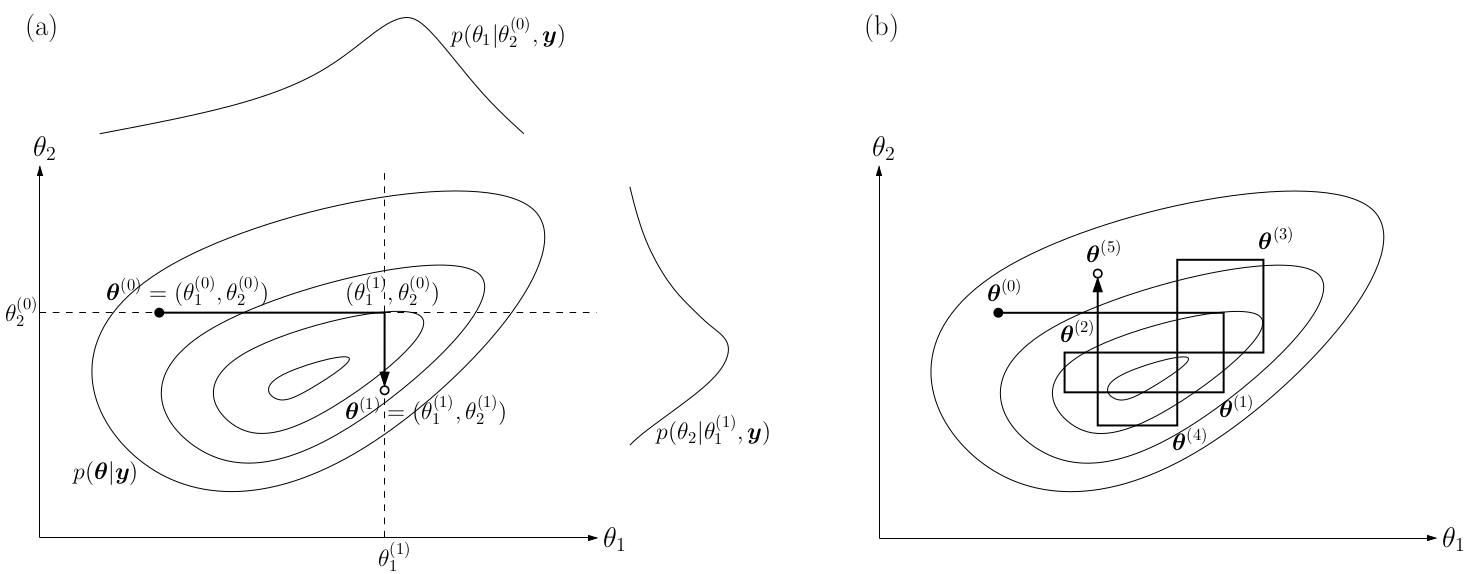 (a)
p(θ₁|θ₂⁽⁰⁾, 𝒚)
θ₂
θ₂⁽⁰⁾
𝜽⁽⁰⁾ = (θ₁⁽⁰⁾, θ₂⁽⁰⁾)
(θ₁⁽¹⁾, θ₂⁽⁰⁾)
𝜽⁽¹⁾ = (θ₁⁽¹⁾, θ₂⁽¹⁾)
p(𝜽|𝒚)
p(θ₂|θ₁⁽¹⁾, 𝒚)
θ₁
θ₁⁽¹⁾
(b)
θ₂
𝜽⁽³⁾
𝜽⁽⁵⁾
𝜽⁽⁰⁾
𝜽⁽²⁾
𝜽⁽¹⁾
𝜽⁽⁴⁾
θ₁